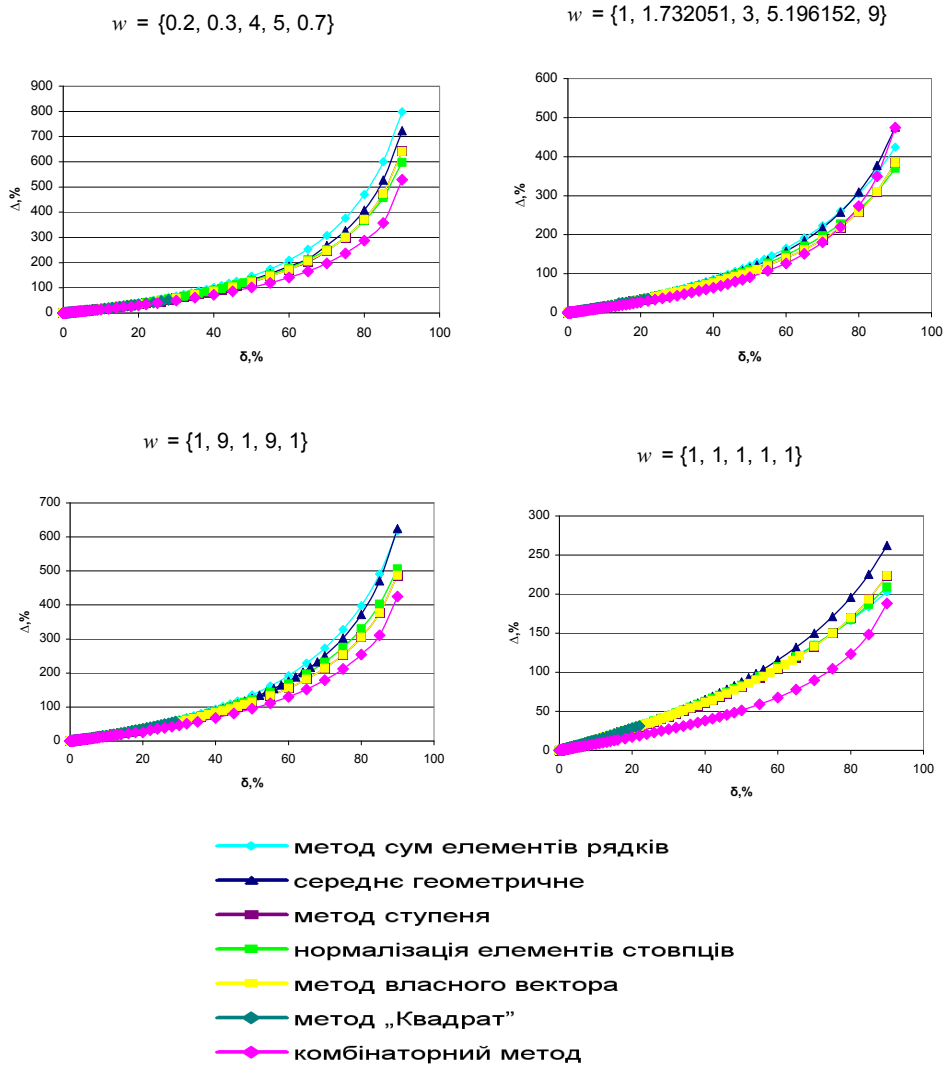 w = {0.2, 0.3, 4, 5, 0.7}
w = {1, 1.732051, 3, 5.196152, 9}
900
800
700
600
500
400
300
200
100
0
Δ,%
0 20 40 60 80 100
δ,%
600
500
400
300
200
100
0
Δ,%
0 20 40 60 80 100
δ,%
w = {1, 9, 1, 9, 1}
w = {1, 1, 1, 1, 1}
700
600
500
400
300
200
100
0
Δ,%
0 20 40 60 80 100
δ,%
300
250
200
150
100
50
0
Δ,%
0 20 40 60 80 100
δ,%
метод сум елементів рядків
середнє геометричне
метод ступеня
нормалізація елементів стовпців
метод власного вектора
метод „Квадрат”
комбінаторний метод